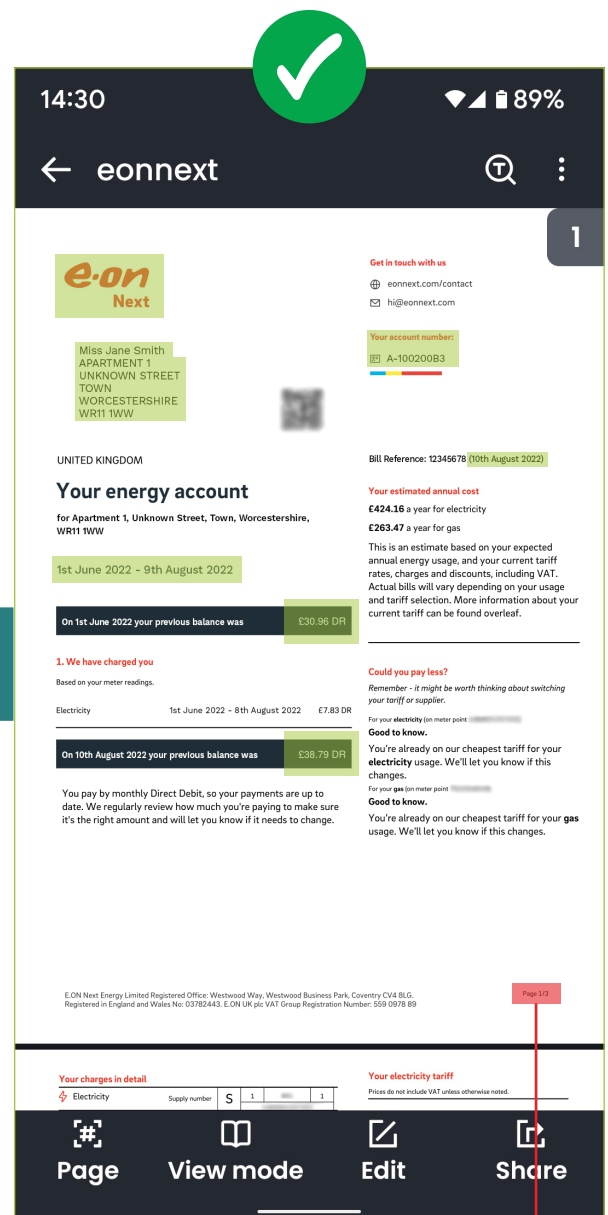 14:30
89%
eonnext
1
e·on
Next
Get in touch with us
eonnext.com/contact
hi@eonnext.com
Your account number:
A-100200B3
Miss Jane Smith
APARTMENT 1
UNKNOWN STREET
TOWN
WORCESTERSHIRE
WR11 1WW
UNITED KINGDOM
Your energy account
for Apartment 1, Unknown Street, Town, Worcestershire,
WR11 1WW
1st June 2022 - 9th August 2022
On 1st June 2022 your previous balance was £30.96 DR
1. We have charged you
Based on your meter readings.
Electricity 1st June 2022 - 8th August 2022 £7.83 DR
On 10th August 2022 your previous balance was £38.79 DR
You pay by monthly Direct Debit, so your payments are up to
date. We regularly review how much you're paying to make sure
it's the right amount and will let you know if it needs to change.
Bill Reference: 12345678 (10th August 2022)
Your estimated annual cost
£424.16 a year for electricity
£263.47 a year for gas
This is an estimate based on your expected
annual energy usage, and your current tariff
rates, charges and discounts, including VAT.
Actual bills will vary depending on your usage
and tariff selection. More information about your
current tariff can be found overleaf.
Could you pay less?
Remember - it might be worth thinking about switching
your tariff or supplier.
For your electricity (on meter point
Good to know.
You're already on our cheapest tariff for your
electricity usage. We'll let you know if this
changes.
For your gas (on meter point
Good to know.
You're already on our cheapest tariff for your gas
usage. We'll let you know if this changes.
E.ON Next Energy Limited Registered Office: Westwood Way, Westwood Business Park, Coventry CV4 8LG.
Registered in England and Wales No: 03782443. E.ON UK plc VAT Group Registration Number: 559 0978 89
Page 1/3
Your charges in detail
Electricity Supply number S 1 1
Your electricity tariff
Prices do not include VAT unless otherwise noted.
Page
View mode
Edit
Share